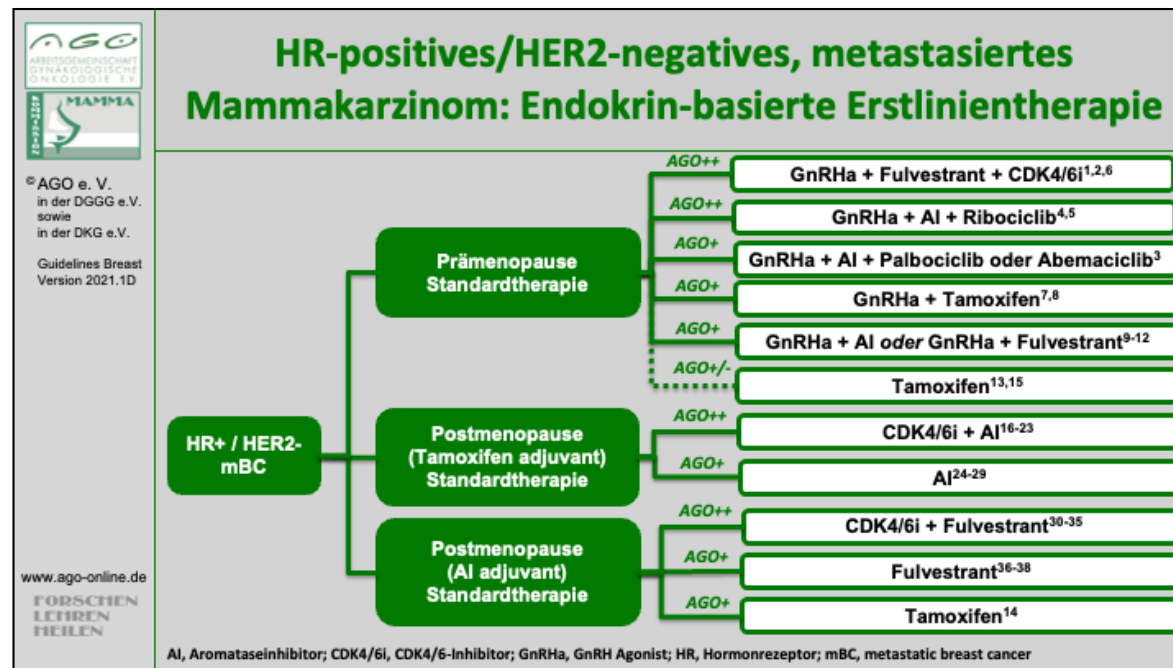 AGO
ARBEITSGEMEINSCHAFT
GYNÄKOLOGISCHE
ONKOLOGIE E.V.
KOMMISSION
MAMMA
© AGO e. V.
in der DGGG e.V.
sowie
in der DKG e.V.
Guidelines Breast
Version 2021.1D
www.ago-online.de
FORSCHEN
LEHREN
HEILEN
HR-positives/HER2-negatives, metastasiertes
Mammakarzinom: Endokrin-basierte Erstlinientherapie
HR+ / HER2-
mBC
Prämenopause
Standardtherapie
AGO++
GnRHa + Fulvestrant + CDK4/6i1,2,6
AGO++
GnRHa + AI + Ribociclib4,5
AGO+
GnRHa + AI + Palbociclib oder Abemaciclib3
AGO+
GnRHa + Tamoxifen7,8
AGO+
GnRHa + AI oder GnRHa + Fulvestrant9-12
AGO+/-
Tamoxifen13,15
Postmenopause
(Tamoxifen adjuvant)
Standardtherapie
AGO++
CDK4/6i + AI16-23
AGO+
AI24-29
Postmenopause
(AI adjuvant)
Standardtherapie
AGO++
CDK4/6i + Fulvestrant30-35
AGO+
Fulvestrant36-38
AGO+
Tamoxifen14
AI, Aromataseinhibitor; CDK4/6i, CDK4/6-Inhibitor; GnRHa, GnRH Agonist; HR, Hormonrezeptor; mBC, metastatic breast cancer